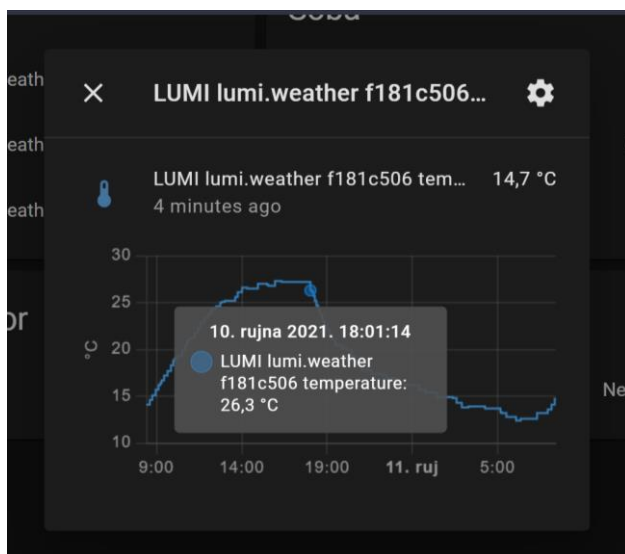 Soba
LUMI lumi.weather f181c506...
eath
LUMI lumi.weather f181c506 tem... 14,7 °C
4 minutes ago
eath
eath
30
25
20
15
10
°C
10. rujna 2021. 18:01:14
LUMI lumi.weather
f181c506 temperature:
26,3 °C
or
Ne
9:00 14:00 19:00 11. ruj 5:00